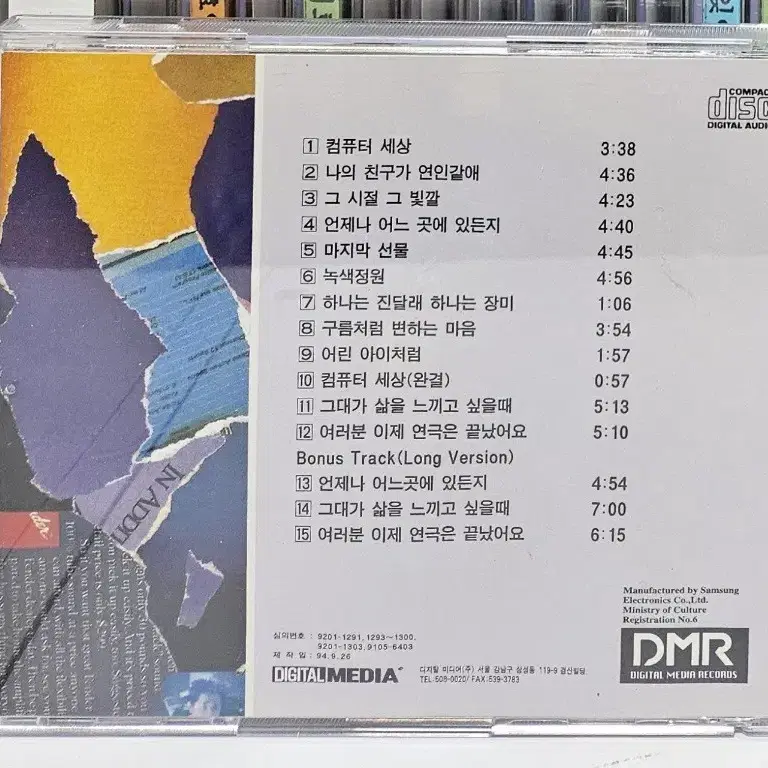 COMPACT
disc
DIGITAL AUDIO
1 컴퓨터 세상 3:38
2 나의 친구가 연인같애 4:36
3 그 시절 그 빛깔 4:23
4 언제나 어느 곳에 있든지 4:40
5 마지막 선물 4:45
6 녹색정원 4:56
7 하나는 진달래 하나는 장미 1:06
8 구름처럼 변하는 마음 3:54
9 어린 아이처럼 1:57
10 컴퓨터 세상(완결) 0:57
11 그대가 삶을 느끼고 싶을때 5:13
12 여러분 이제 연극은 끝났어요 5:10
Bonus Track(Long Version)
13 언제나 어느곳에 있든지 4:54
14 그대가 삶을 느끼고 싶을때 7:00
15 여러분 이제 연극은 끝났어요 6:15
IN ADDIT
Manufactured by Samsung
Electronics Co.,Ltd.
Ministry of Culture
Registration No.6
DMR
DIGITAL MEDIA RECORDS
심의번호 : 9201-1291, 1293~1300,
9201-1303, 9105-6403
제 작 일 : 94.9.26
DIGITAL MEDIA
디지탈 미디어(주) 서울 강남구 삼성동 119-9 경신빌딩
TEL:508-0020/ FAX:539-3783